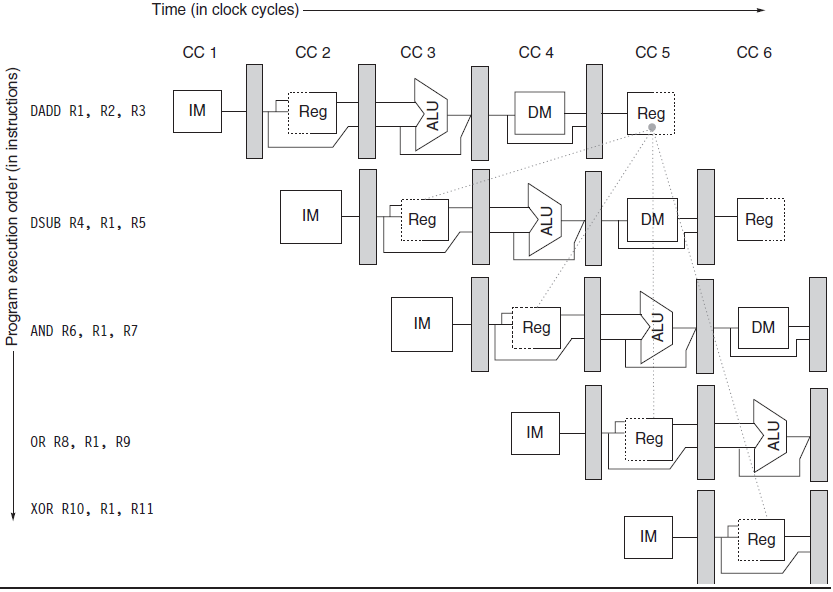 Time (in clock cycles)
CC 1 CC 2 CC 3 CC 4 CC 5 CC 6
Program execution order (in instructions)
DADD R1, R2, R3 IM Reg ALU DM Reg
DSUB R4, R1, R5 IM Reg ALU DM Reg
AND R6, R1, R7 IM Reg ALU DM
OR R8, R1, R9 IM Reg ALU
XOR R10, R1, R11 IM Reg